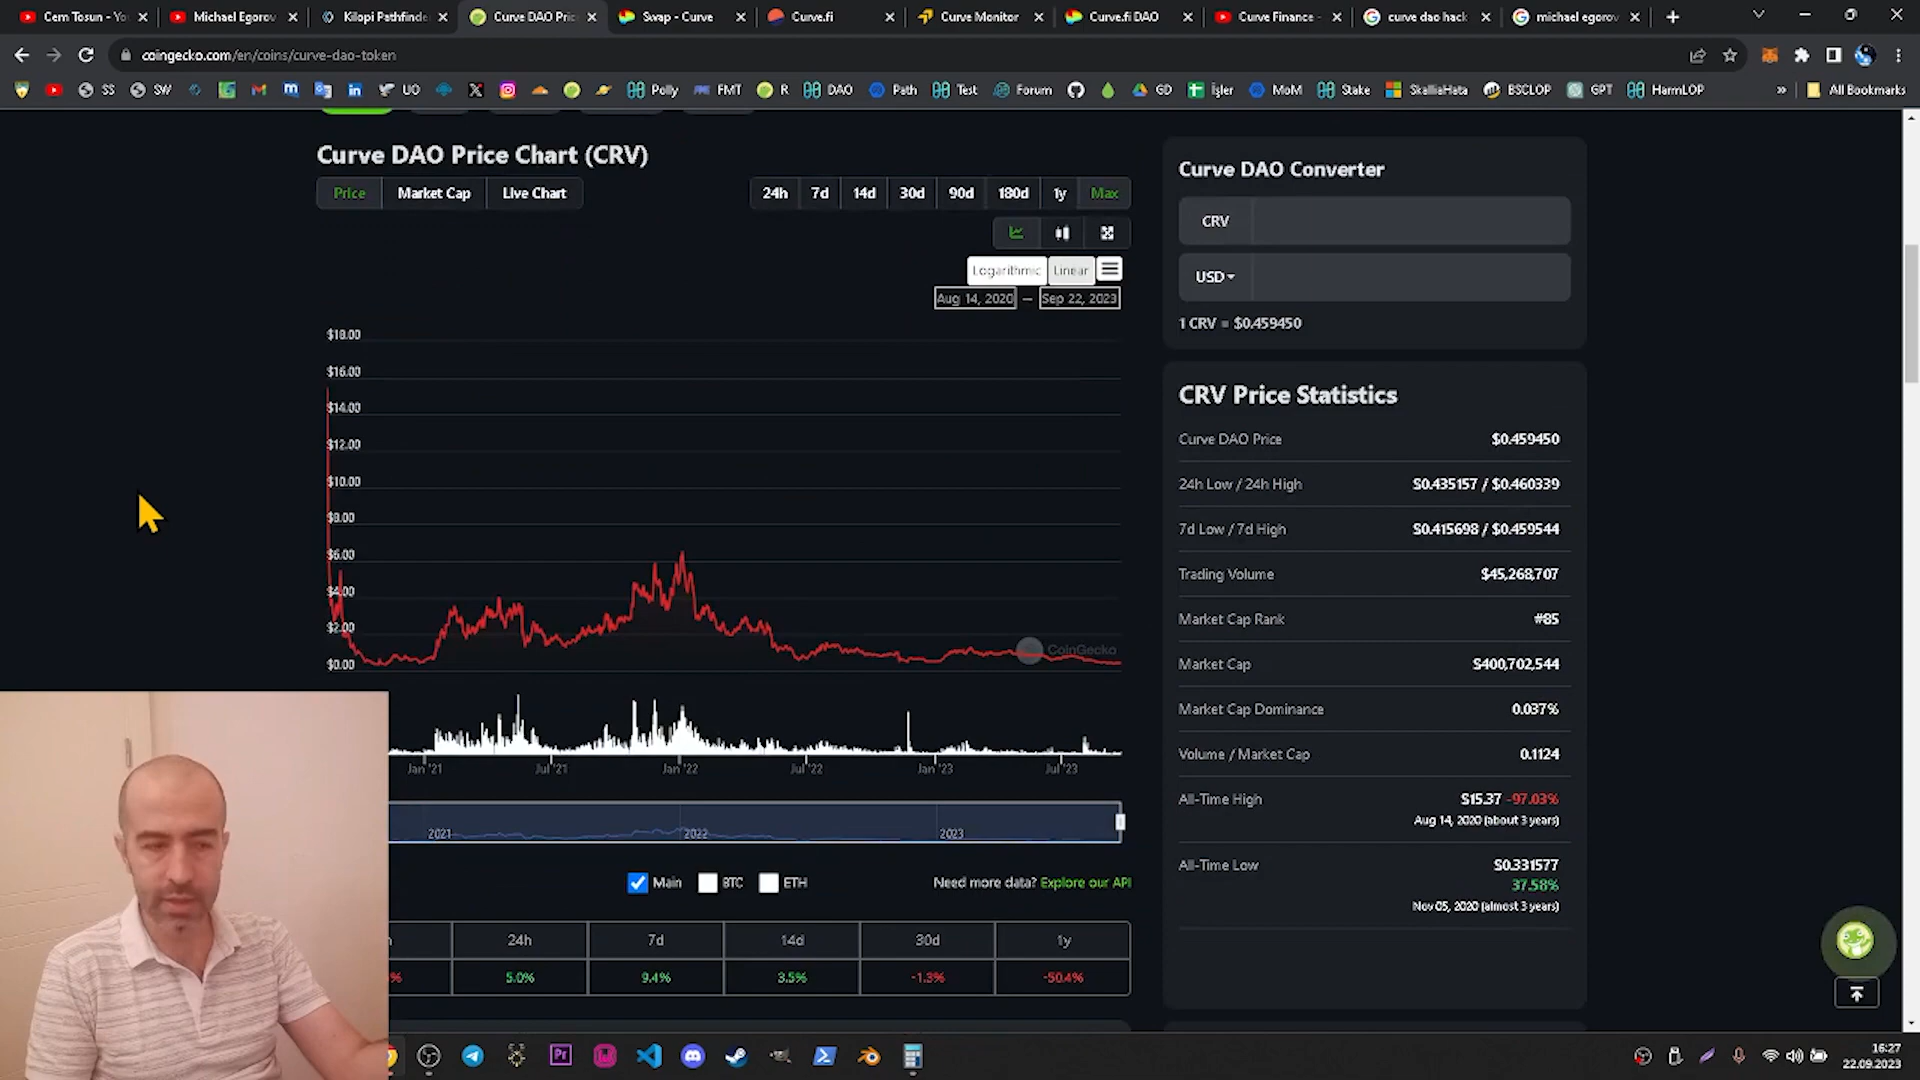 Cem Tosun - Yo
Michael Egorov
Kilopi Pathfinde
Curve DAO Pric
Swap - Curve
Curve.fi
Curve Monitor
Curve.fi DAO
Curve Finance -
curve dao hack
michael egorov
coingecko.com/en/coins/curve-dao-token
SS
SW
UO
Polly
FMT
R
DAO
Path
Test
Forum
GD
İşler
MoM
Stake
SkalliaHata
BSCLOP
GPT
HarmLOP
»
All Bookmarks
Curve DAO Price Chart (CRV)
Price
Market Cap
Live Chart
24h
7d
14d
30d
90d
180d
1y
Max
Logarithmic
Linear
Aug 14, 2020 – Sep 22, 2023
$18.00
$16.00
$14.00
$12.00
$10.00
$8.00
$6.00
$4.00
$2.00
$0.00
CoinGecko
Jan '21
Jul '21
Jan '22
Jul '22
Jan '23
Jul '23
2021
2022
2023
Main
BTC
ETH
Need more data? Explore our API
24h
7d
14d
30d
1y
%
5.0%
9.4%
3.5%
-1.3%
-50.4%
Curve DAO Converter
CRV
USD
1 CRV = $0.459450
CRV Price Statistics
Curve DAO Price $0.459450
24h Low / 24h High $0.435157 / $0.460339
7d Low / 7d High $0.415698 / $0.459544
Trading Volume $45,268,707
Market Cap Rank #85
Market Cap $400,702,544
Market Cap Dominance 0.037%
Volume / Market Cap 0.1124
All-Time High $15.37 -97.03%
Aug 14, 2020 (about 3 years)
All-Time Low $0.331577
37.58%
Nov 05, 2020 (almost 3 years)
Pr
16:27
22.09.2023